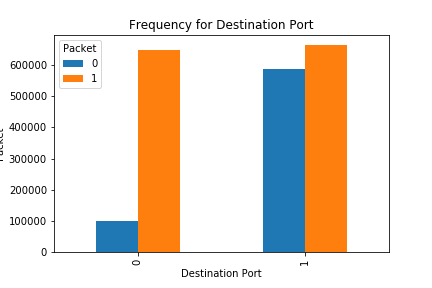 Frequency for Destination Port
Packet
0
1
600000
500000
400000
300000
200000
100000
0
Packet
0
1
Destination Port